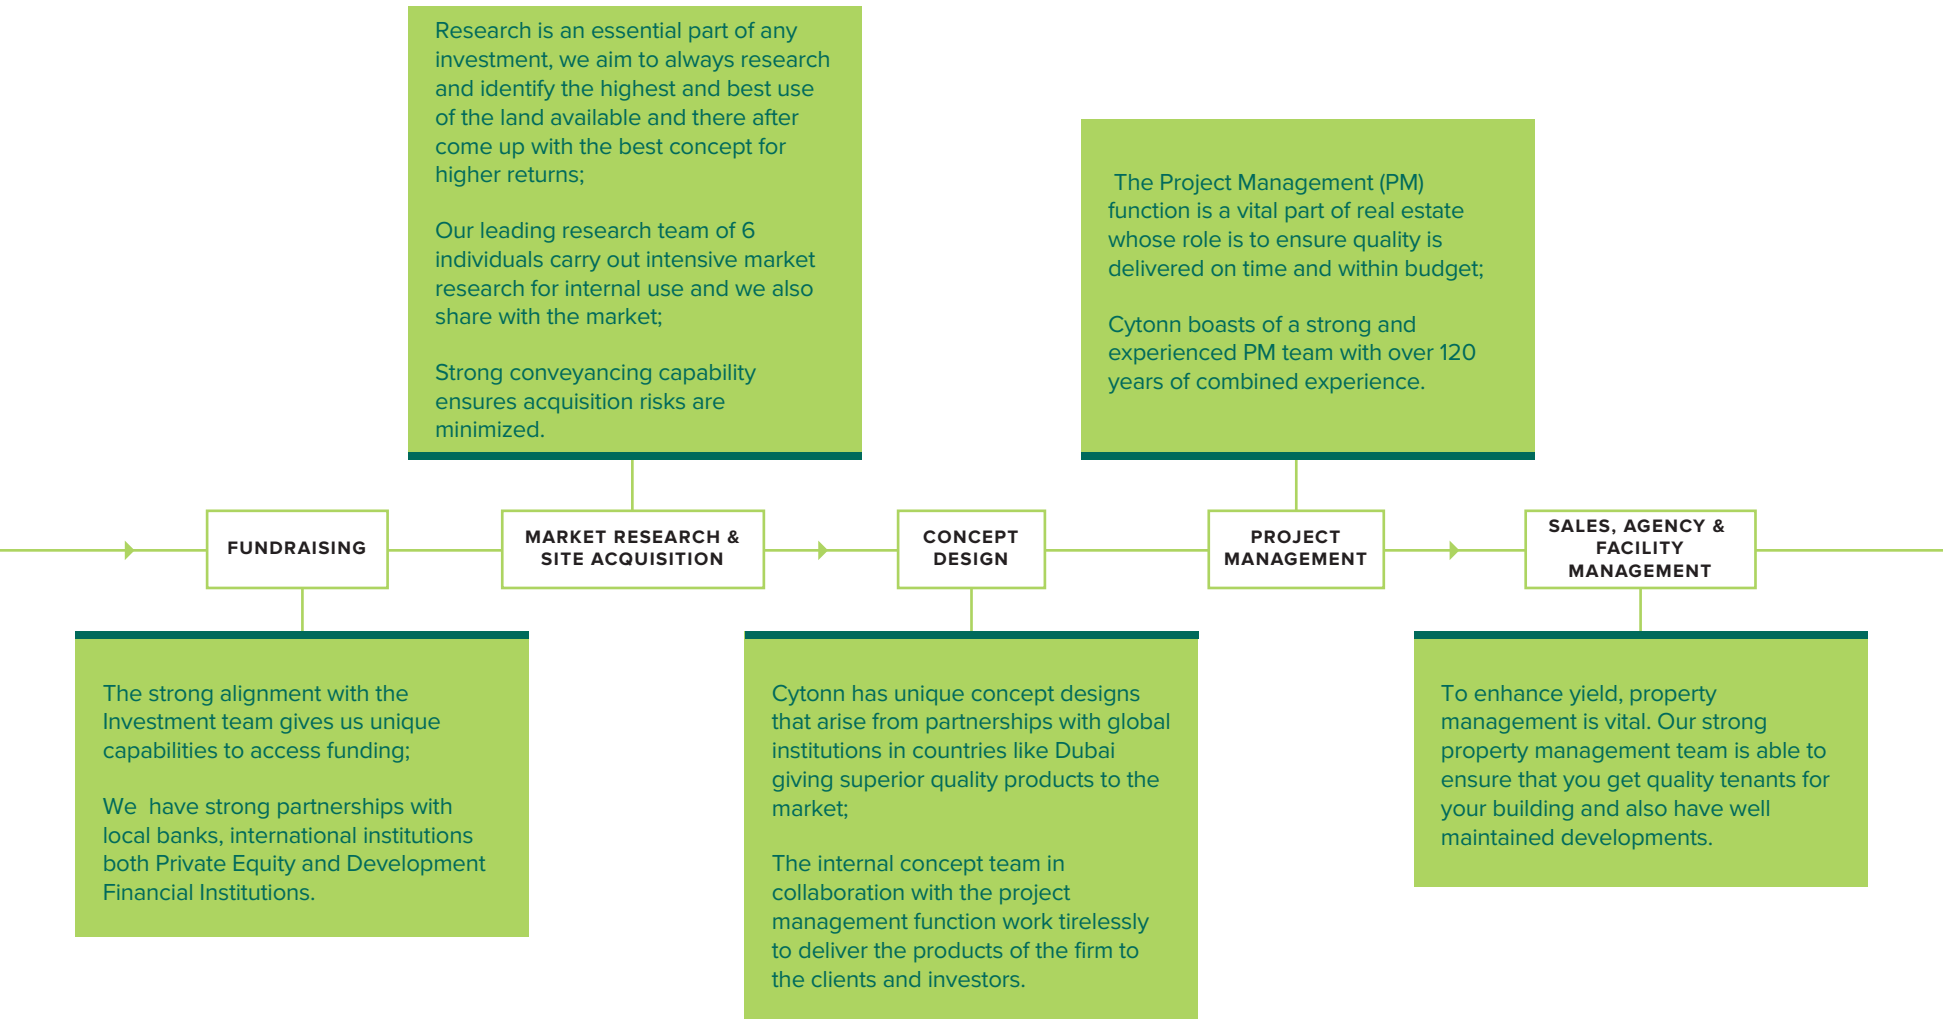 Research is an essential part of any
investment, we aim to always research
and identify the highest and best use
of the land available and there after
come up with the best concept for
higher returns;
Our leading research team of 6
individuals carry out intensive market
research for internal use and we also
share with the market;
Strong conveyancing capability
ensures acquisition risks are
minimized.
The Project Management (PM)
function is a vital part of real estate
whose role is to ensure quality is
delivered on time and within budget;
Cytonn boasts of a strong and
experienced PM team with over 120
years of combined experience.
FUNDRAISING
MARKET RESEARCH &
SITE ACQUISITION
CONCEPT
DESIGN
PROJECT
MANAGEMENT
SALES, AGENCY &
FACILITY
MANAGEMENT
The strong alignment with the
Investment team gives us unique
capabilities to access funding;
We  have strong partnerships with
local banks, international institutions
both Private Equity and Development
Financial Institutions.
Cytonn has unique concept designs
that arise from partnerships with global
institutions in countries like Dubai
giving superior quality products to the
market;
The internal concept team in
collaboration with the project
management function work tirelessly
to deliver the products of the firm to
the clients and investors.
To enhance yield, property
management is vital. Our strong
property management team is able to
ensure that you get quality tenants for
your building and also have well
maintained developments.